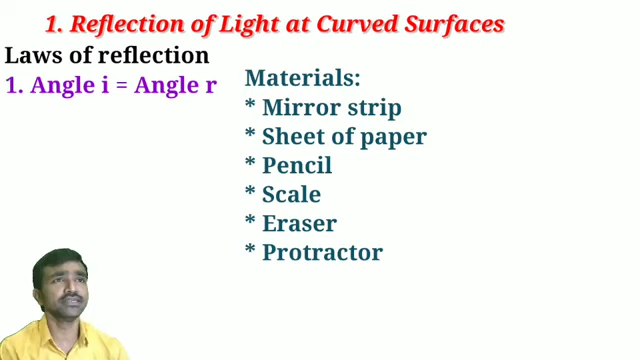 1. Reflection of Light at Curved Surfaces
Laws of reflection
1. Angle i = Angle r
Materials:
* Mirror strip
* Sheet of paper
* Pencil
* Scale
* Eraser
* Protractor